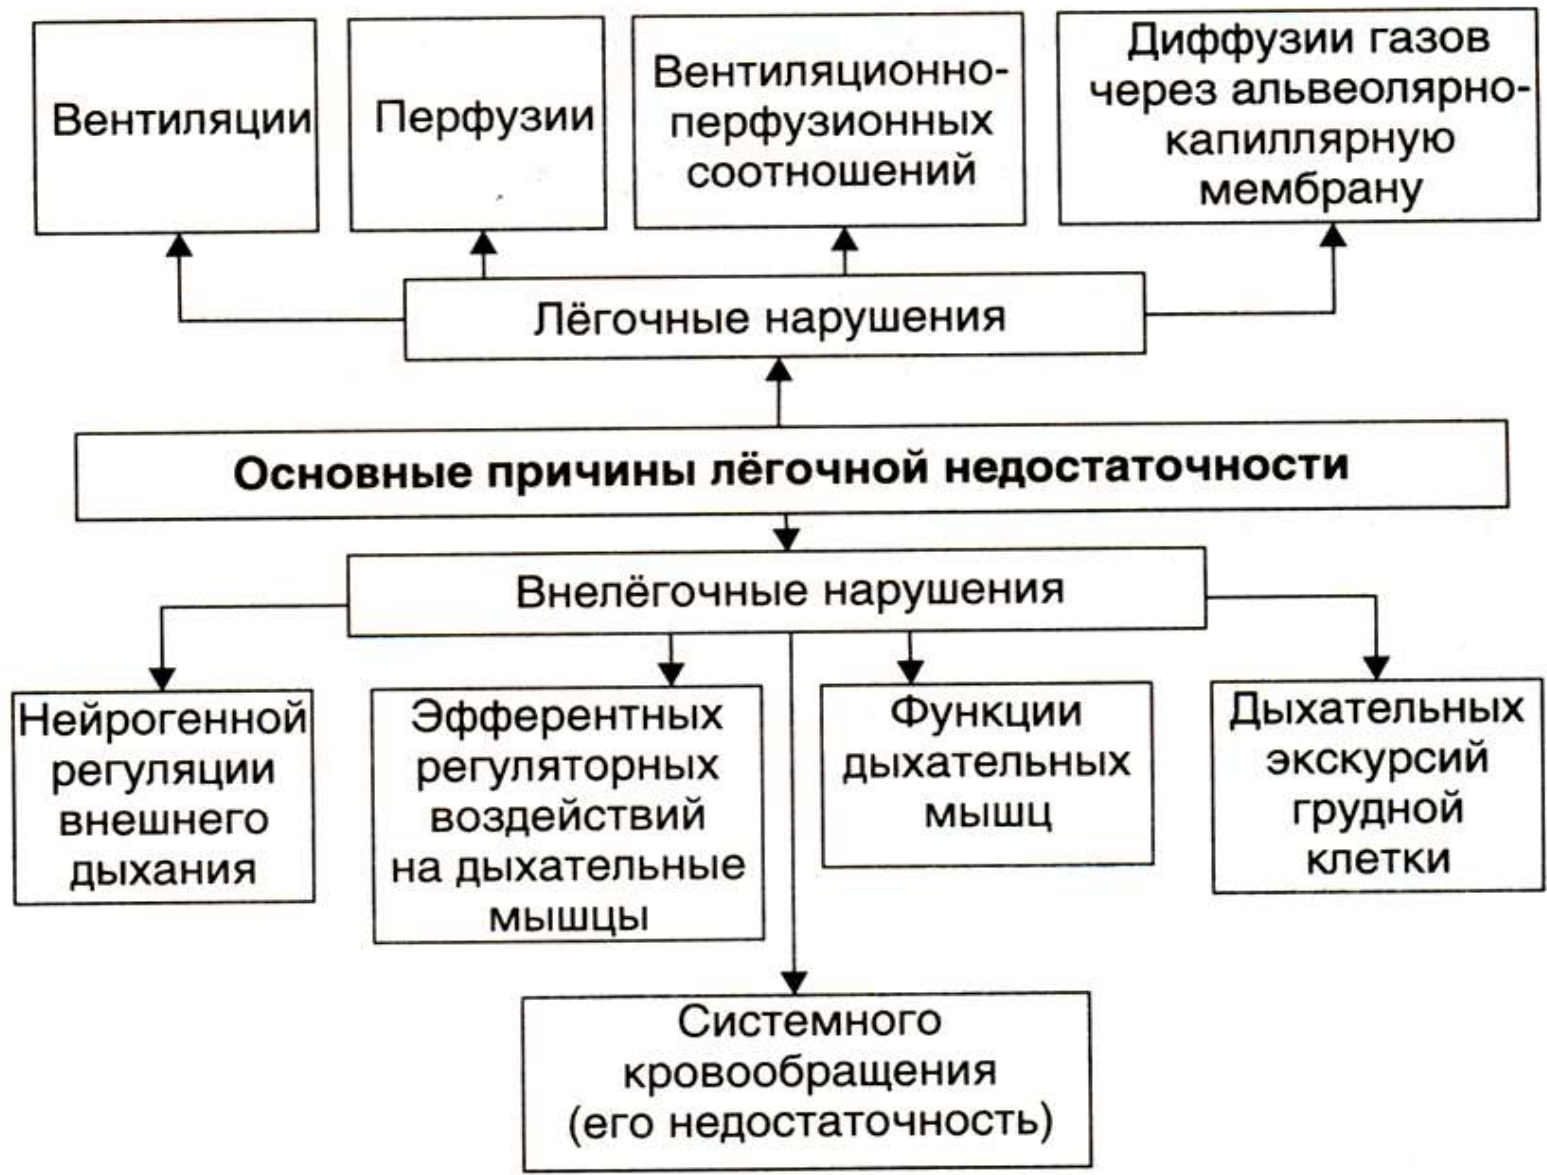 Вентиляции
Перфузии
Вентиляционно-
перфузионных
соотношений
Диффузии газов
через альвеолярно-
капиллярную
мембрану
Лёгочные нарушения
Основные причины лёгочной недостаточности
Внелёгочные нарушения
Нейрогенной
регуляции
внешнего
дыхания
Эфферентных
регуляторных
воздействий
на дыхательные
мышцы
Функции
дыхательных
мышц
Дыхательных
экскурсий
грудной
клетки
Системного
кровообращения
(его недостаточность)